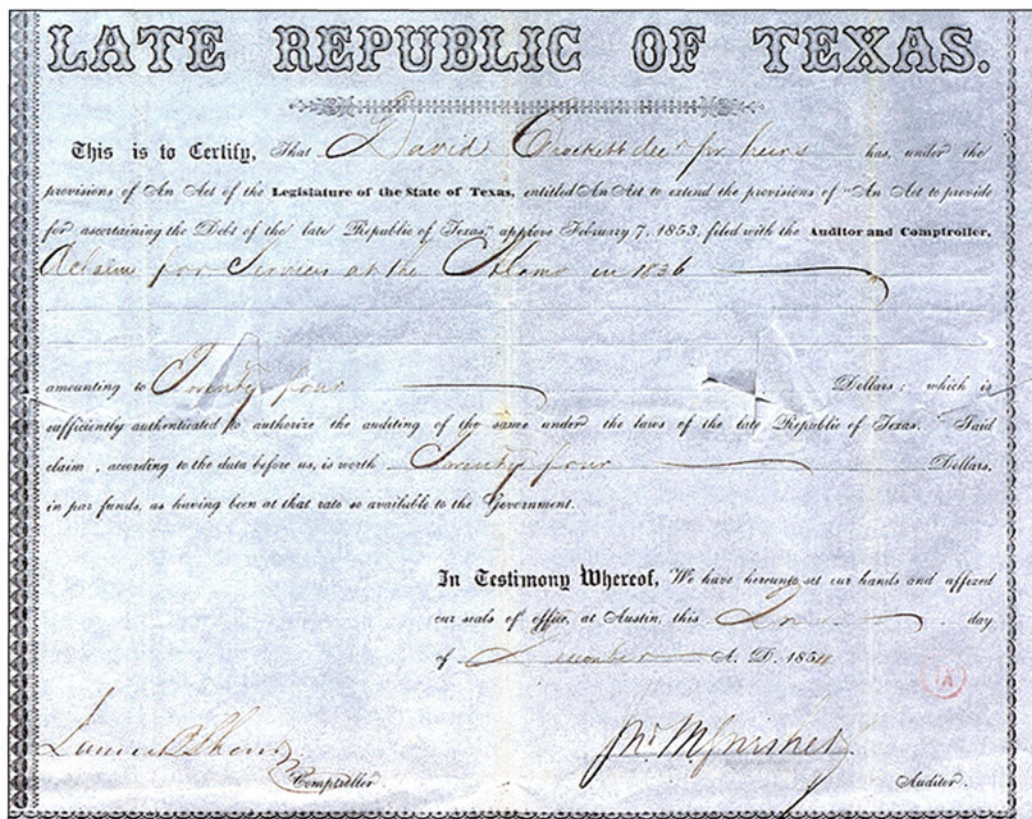 LATE REPUBLIC OF TEXAS.
This is to Certify, That David Crockett decd for heirs has, under the
provisions of An Act of the Legislature of the State of Texas, entitled An Act to extend the provisions of "An Act to provide
for ascertaining the Debt of the late Republic of Texas," approve February 7, 1853, filed with the Auditor and Comptroller,
A claim for Services at the Alamo in 1836
amounting to Twenty four Dollars; which is
sufficiently authenticated to authorize the auditing of the same under the laws of the late Republic of Texas. Said
claim, according to the data before us, is worth Twenty four Dollars,
in par funds, as having been at that rate so available to the Government.
In Testimony Whereof, We have hereunto set our hands and affixed
our seals of office, at Austin, this day
of December A. D. 1854
James B Shaw
Comptroller.
Auditor.